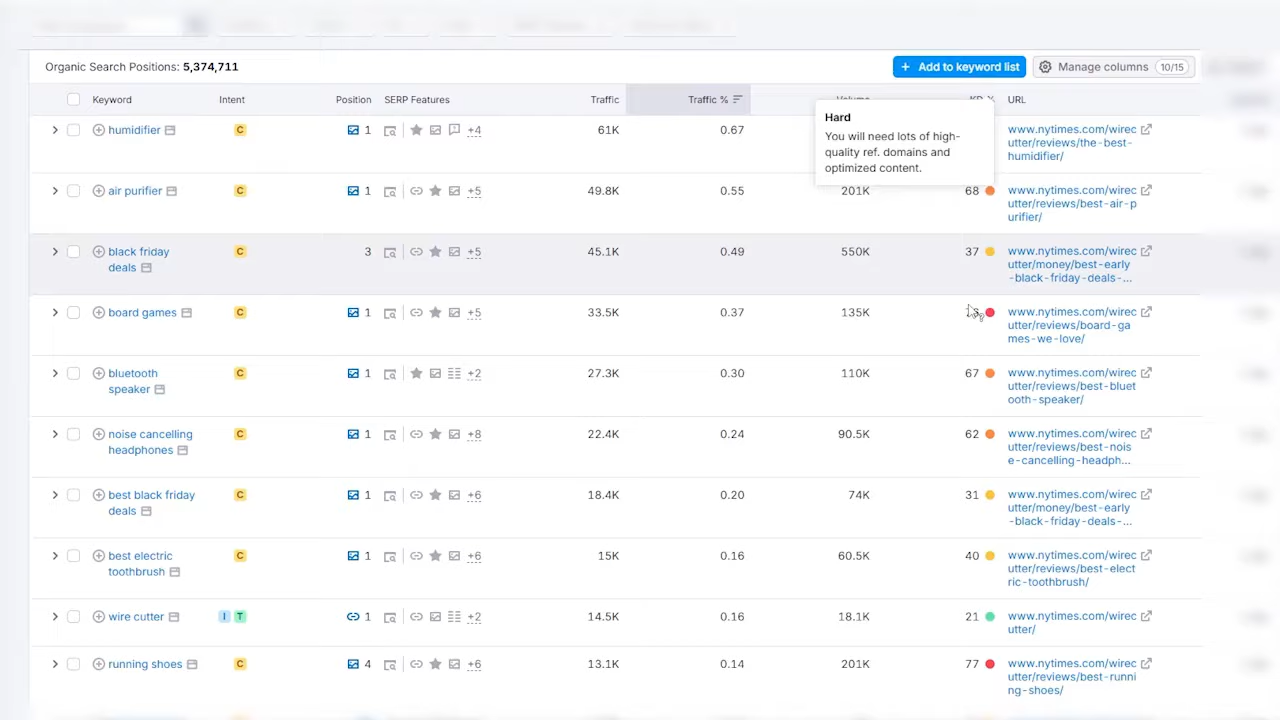 Organic Search Positions: 5,374,711
+ Add to keyword list
Manage columns 10/15
Keyword Intent Position SERP Features Traffic Traffic % Volume KD % URL
Hard
You will need lots of high-
quality ref. domains and
optimized content.
humidifier C 1 +4 61K 0.67 www.nytimes.com/wirec
utter/reviews/the-best-
humidifier/
air purifier C 1 +5 49.8K 0.55 201K 68 www.nytimes.com/wirec
utter/reviews/best-air-p
urifier/
black friday C 3 +5 45.1K 0.49 550K 37 www.nytimes.com/wirec
deals utter/money/best-early
-black-friday-deals-...
board games C 1 +5 33.5K 0.37 135K www.nytimes.com/wirec
utter/reviews/board-ga
mes-we-love/
bluetooth C 1 +2 27.3K 0.30 110K 67 www.nytimes.com/wirec
speaker utter/reviews/best-bluet
ooth-speaker/
noise cancelling C 1 +8 22.4K 0.24 90.5K 62 www.nytimes.com/wirec
headphones utter/reviews/best-nois
e-cancelling-headph...
best black friday C 1 +6 18.4K 0.20 74K 31 www.nytimes.com/wirec
deals utter/money/best-early
-black-friday-deals-...
best electric C 1 +6 15K 0.16 60.5K 40 www.nytimes.com/wirec
toothbrush utter/reviews/best-elect
ric-toothbrush/
wire cutter I T 1 +2 14.5K 0.16 18.1K 21 www.nytimes.com/wirec
utter/
running shoes C 4 +6 13.1K 0.14 201K 77 www.nytimes.com/wirec
utter/reviews/best-runni
ng-shoes/